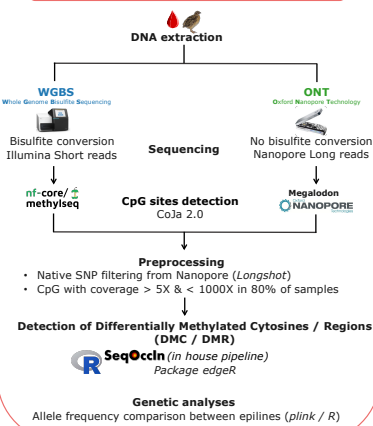 DNA extraction
WGBS
Whole Genome Bisulfite Sequencing
ONT
Oxford Nanopore Technology
Bisulfite conversion
Illumina Short reads
Sequencing
No bisulfite conversion
Nanopore Long reads
nf-core/
methylseq
CpG sites detection
CoJa 2.0
Megalodon
Oxford
NANOPORE
Technologies
Preprocessing
• Native SNP filtering from Nanopore (Longshot)
• CpG with coverage > 5X & < 1000X in 80% of samples
Detection of Differentially Methylated Cytosines / Regions
(DMC / DMR)
R SeqOccIn (in house pipeline)
Package edgeR
Genetic analyses
Allele frequency comparison between epilines (plink / R)